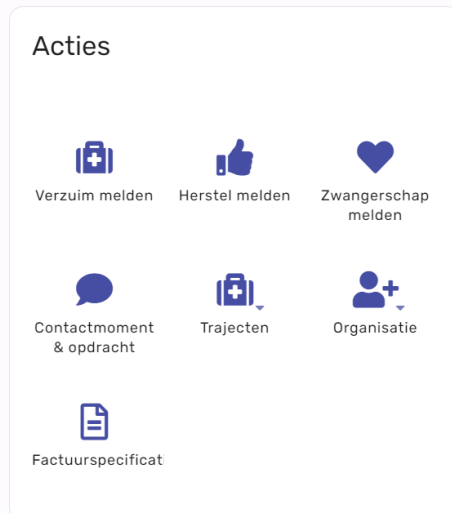 Acties
Verzuim melden
Herstel melden
Zwangerschap
melden
Contactmoment
& opdracht
Trajecten
Organisatie
Factuurspecificat